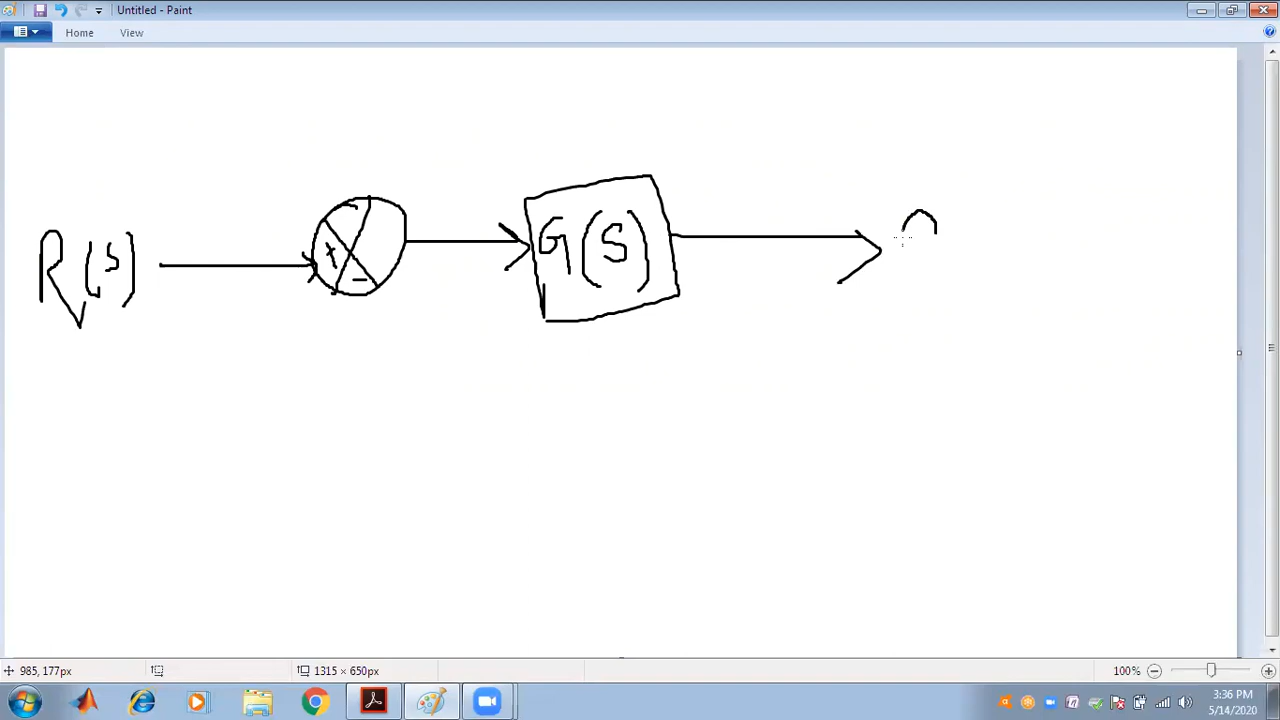 Untitled - Paint
Home View
R(s) + - G(S)
985, 177px 1315 × 650px 100%
3:36 PM
5/14/2020